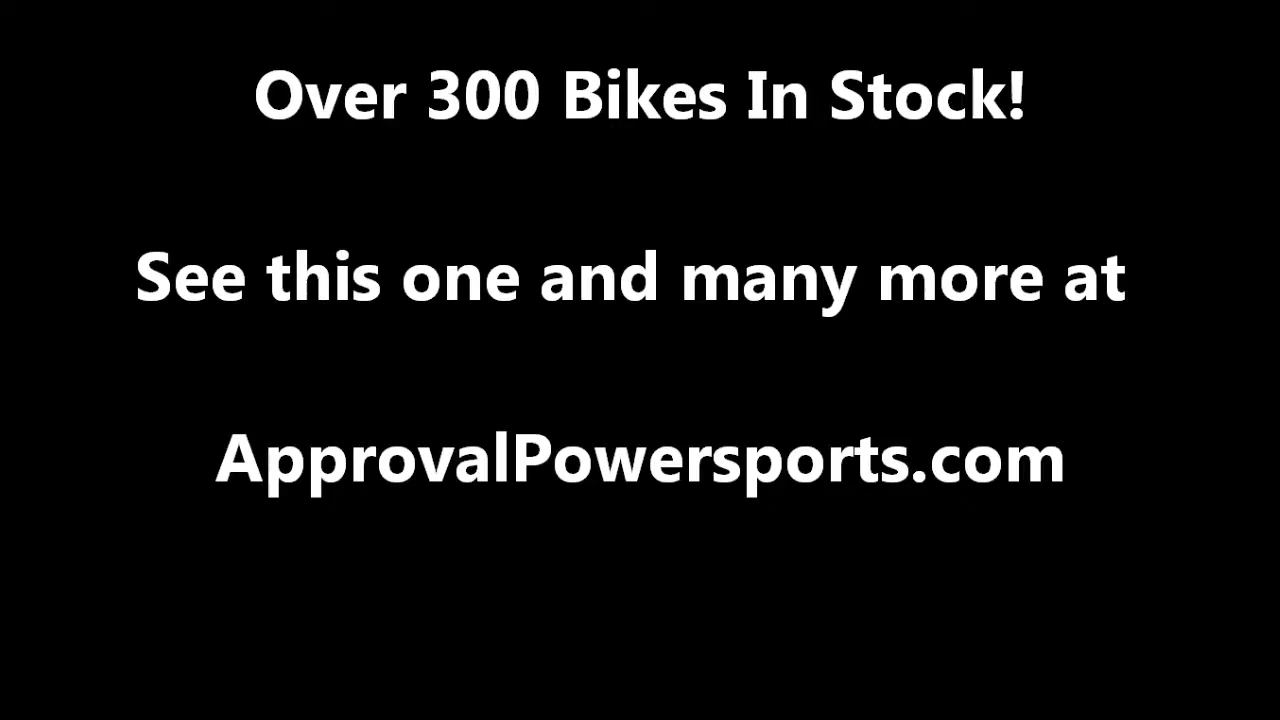 Over 300 Bikes In Stock!
See this one and many more at
ApprovalPowersports.com